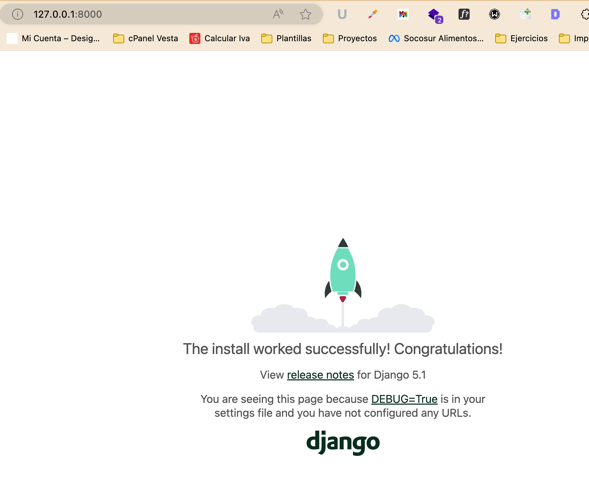 127.0.0.1:8000
Mi Cuenta – Desig... cPanel Vesta Calcular Iva Plantillas Proyectos Socosur Alimentos... Ejercicios Imp
The install worked successfully! Congratulations!
View release notes for Django 5.1
You are seeing this page because DEBUG=True is in your
settings file and you have not configured any URLs.
django